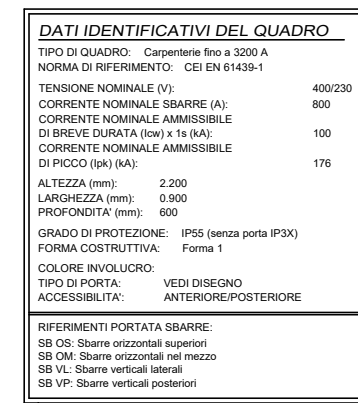 DATI IDENTIFICATIVI DEL QUADRO
TIPO DI QUADRO: Carpenterie fino a 3200 A
NORMA DI RIFERIMENTO: CEI EN 61439-1
TENSIONE NOMINALE (V): 400/230
CORRENTE NOMINALE SBARRE (A): 800
CORRENTE NOMINALE AMMISSIBILE
DI BREVE DURATA (Icw) x 1s (kA): 100
CORRENTE NOMINALE AMMISSIBILE
DI PICCO (Ipk) (kA): 176
ALTEZZA (mm): 2.200
LARGHEZZA (mm): 0.900
PROFONDITA' (mm): 600
GRADO DI PROTEZIONE: IP55 (senza porta IP3X)
FORMA COSTRUTTIVA: Forma 1
COLORE INVOLUCRO:
TIPO DI PORTA: VEDI DISEGNO
ACCESSIBILITA': ANTERIORE/POSTERIORE
RIFERIMENTI PORTATA SBARRE:
SB OS: Sbarre orizzontali superiori
SB OM: Sbarre orizzontali nel mezzo
SB VL: Sbarre verticali laterali
SB VP: Sbarre verticali posteriori